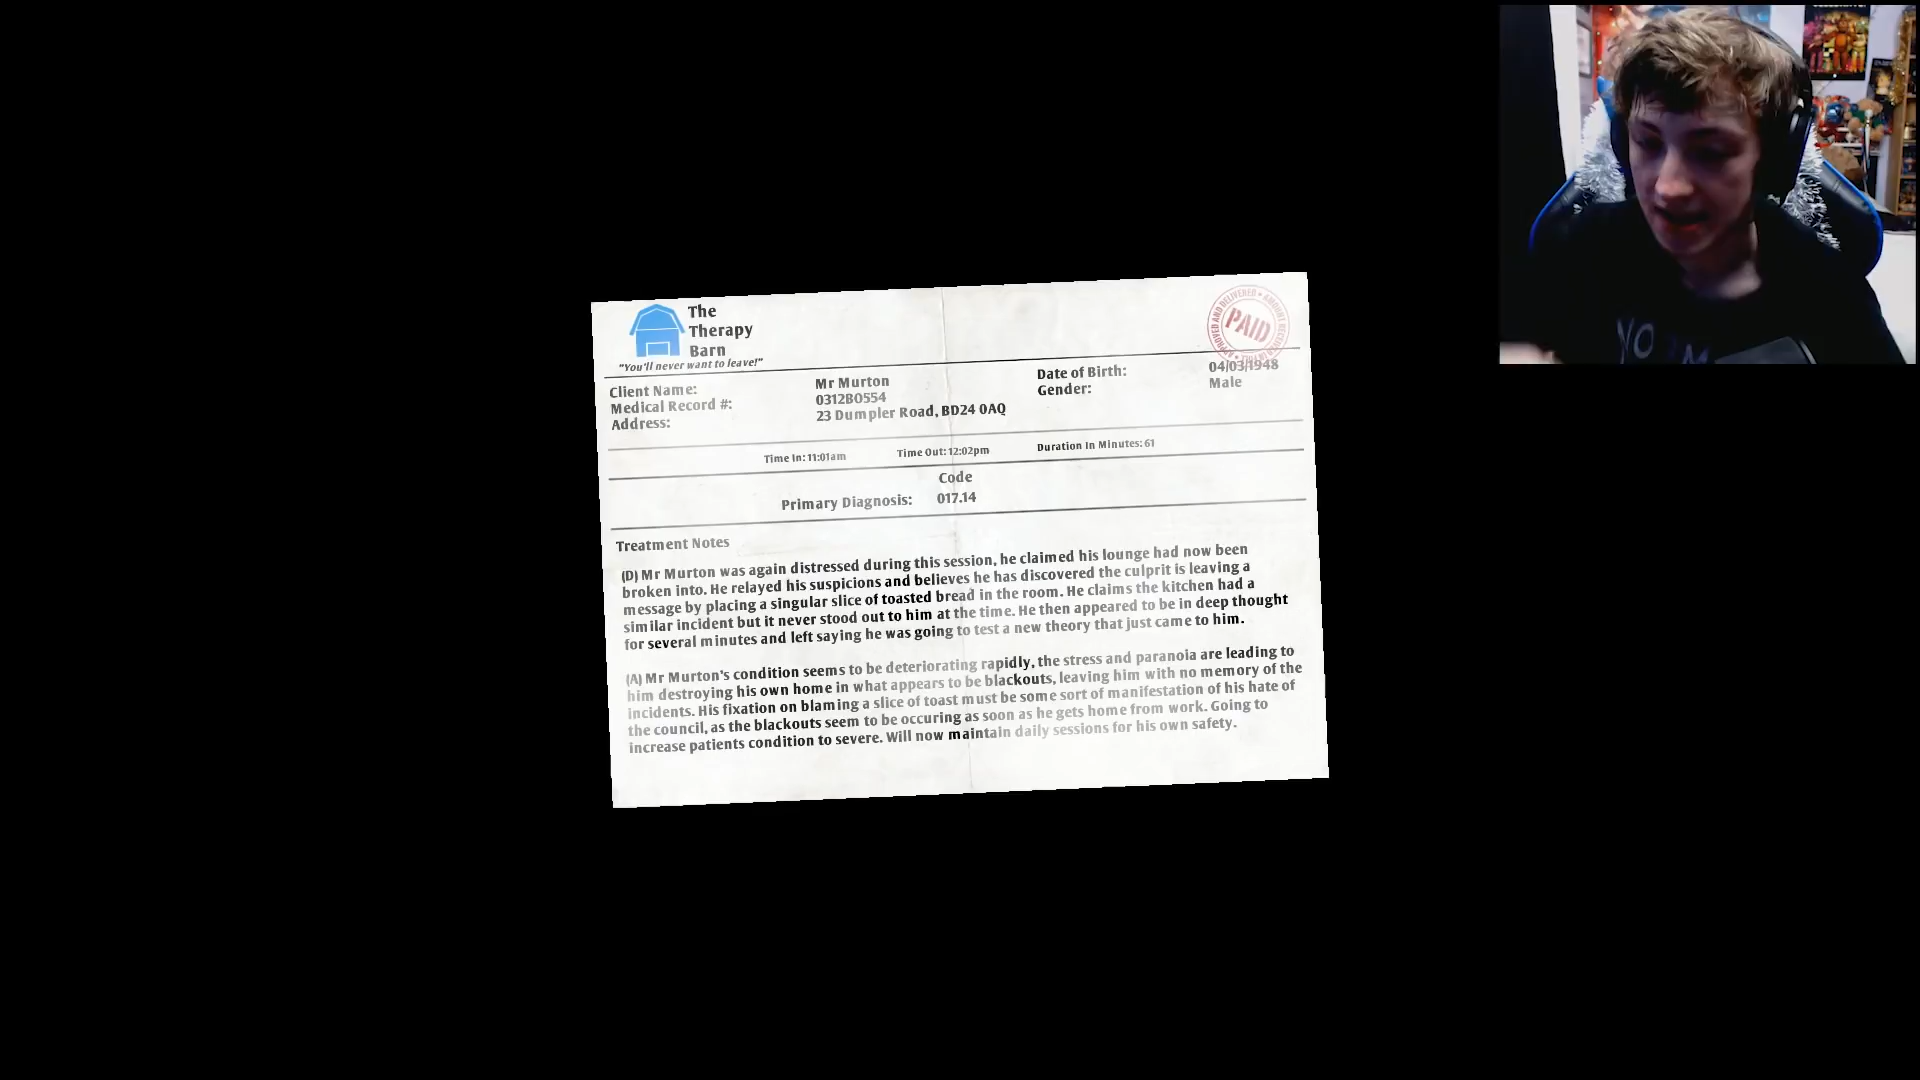 The
Therapy
Barn
"You'll never want to leave!"
APPROVED AND DELIVERED • AMOUNT RECEIVED IN FULL •
PAID
Client Name: Mr Murton Date of Birth: 04/03/1948
Medical Record #: 0312BO554 Gender: Male
Address: 23 Dumpler Road, BD24 0AQ
Time In: 11:01am Time Out: 12:02pm Duration In Minutes: 61
Code
Primary Diagnosis: 017.14
Treatment Notes
(D) Mr Murton was again distressed during this session, he claimed his lounge had now been
broken into. He relayed his suspicions and believes he has discovered the culprit is leaving a
message by placing a singular slice of toasted bread in the room. He claims the kitchen had a
similar incident but it never stood out to him at the time. He then appeared to be in deep thought
for several minutes and left saying he was going to test a new theory that just came to him.
(A) Mr Murton's condition seems to be deteriorating rapidly, the stress and paranoia are leading to
him destroying his own home in what appears to be blackouts, leaving him with no memory of the
incidents. His fixation on blaming a slice of toast must be some sort of manifestation of his hate of
the council, as the blackouts seem to be occuring as soon as he gets home from work. Going to
increase patients condition to severe. Will now maintain daily sessions for his own safety.